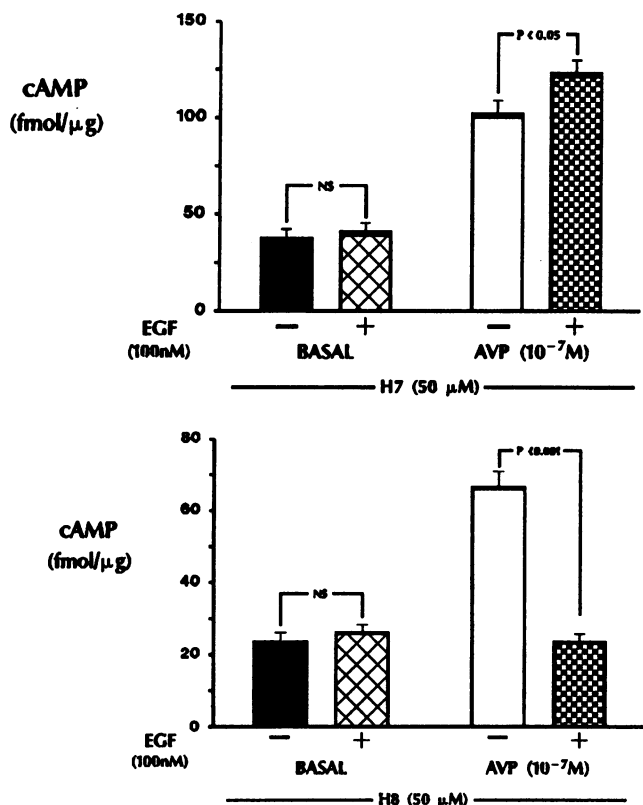 150
cAMP
(fmol/μg)
100
50
0
NS
P < 0.05
EGF
(100nM)
− + − +
BASAL AVP (10⁻⁷M)
H7 (50 μM)
80
cAMP
(fmol/μg)
60
40
20
0
NS
P <0.001
EGF
(100nM)
− + − +
BASAL AVP (10⁻⁷M)
H8 (50 μM)